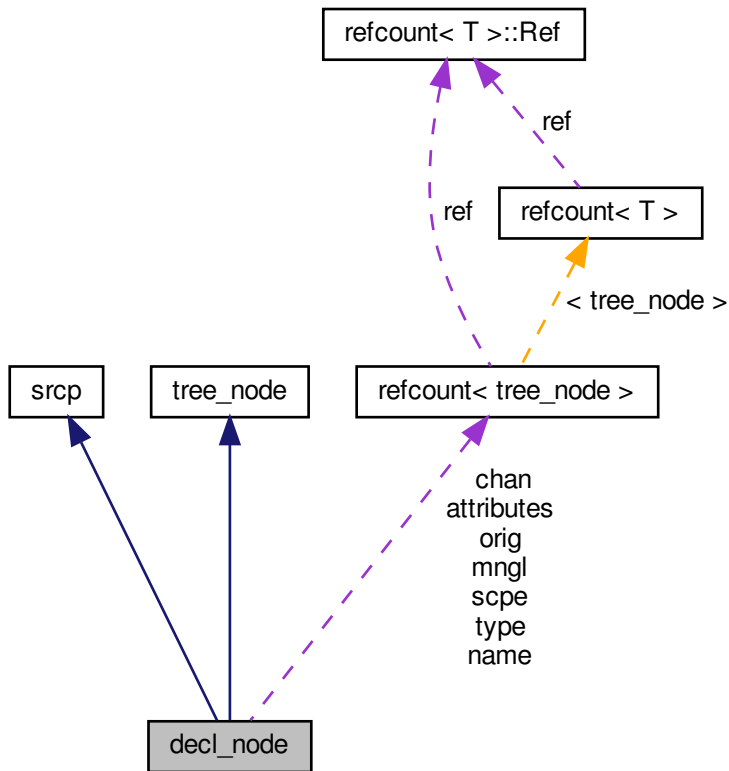 refcount< T >::Ref
ref
refcount< T >
ref
< tree_node >
srcp
tree_node
refcount< tree_node >
chan
attributes
orig
mngl
scpe
type
name
decl_node